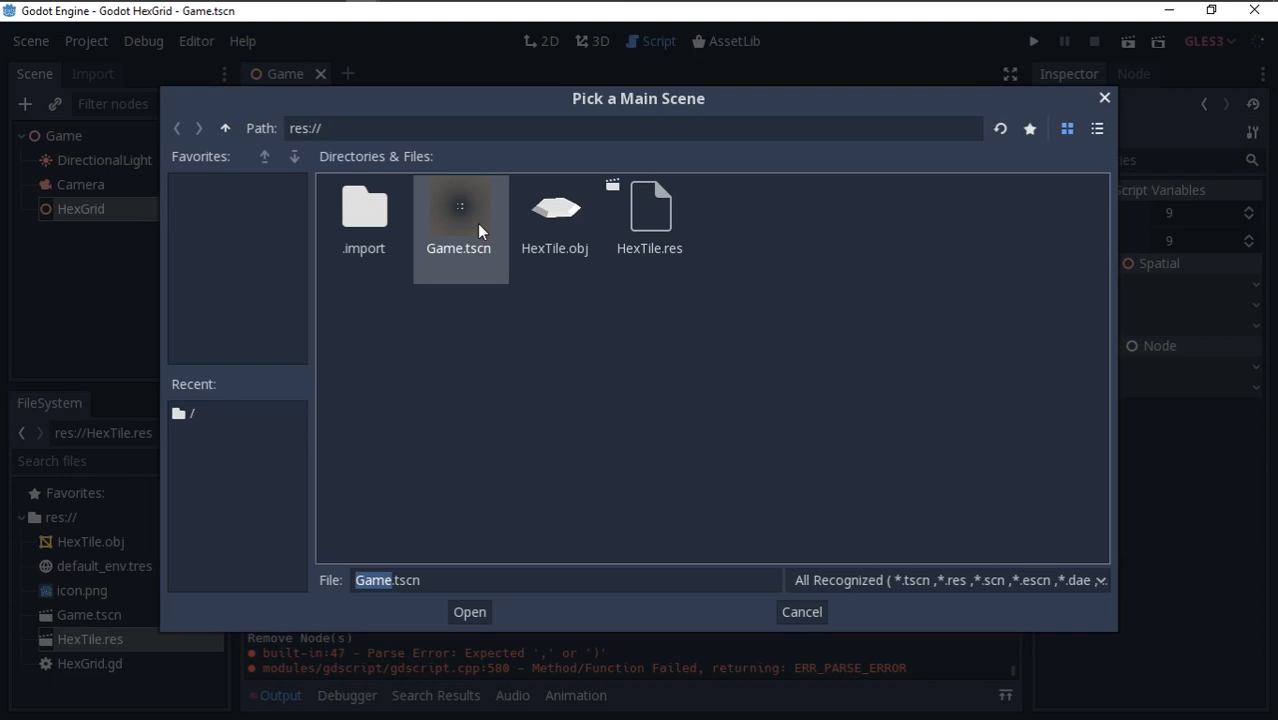 Godot Engine - Godot HexGrid - Game.tscn
Scene Project Debug Editor Help
2D 3D Script AssetLib
GLES3
Scene Import
Game
Inspector Node
Filter nodes
Pick a Main Scene
Path: res://
Favorites:
Directories & Files:
Game
DirectionalLight
Camera
HexGrid
.import
Game.tscn
HexTile.obj
HexTile.res
ies
Script Variables
9
9
Spatial
Node
Recent:
/
FileSystem
res://HexTile.res
Search files
Favorites:
res://
HexTile.obj
default_env.tres
icon.png
Game.tscn
HexTile.res
HexGrid.gd
File: Game.tscn
All Recognized ( *.tscn ,*.res ,*.scn ,*.escn ,*.dae ,
Open Cancel
Remove Node(s)
built-in:47 - Parse Error: Expected ',' or ')'
modules/gdscript/gdscript.cpp:580 - Method/Function Failed, returning: ERR_PARSE_ERROR
Output Debugger Search Results Audio Animation